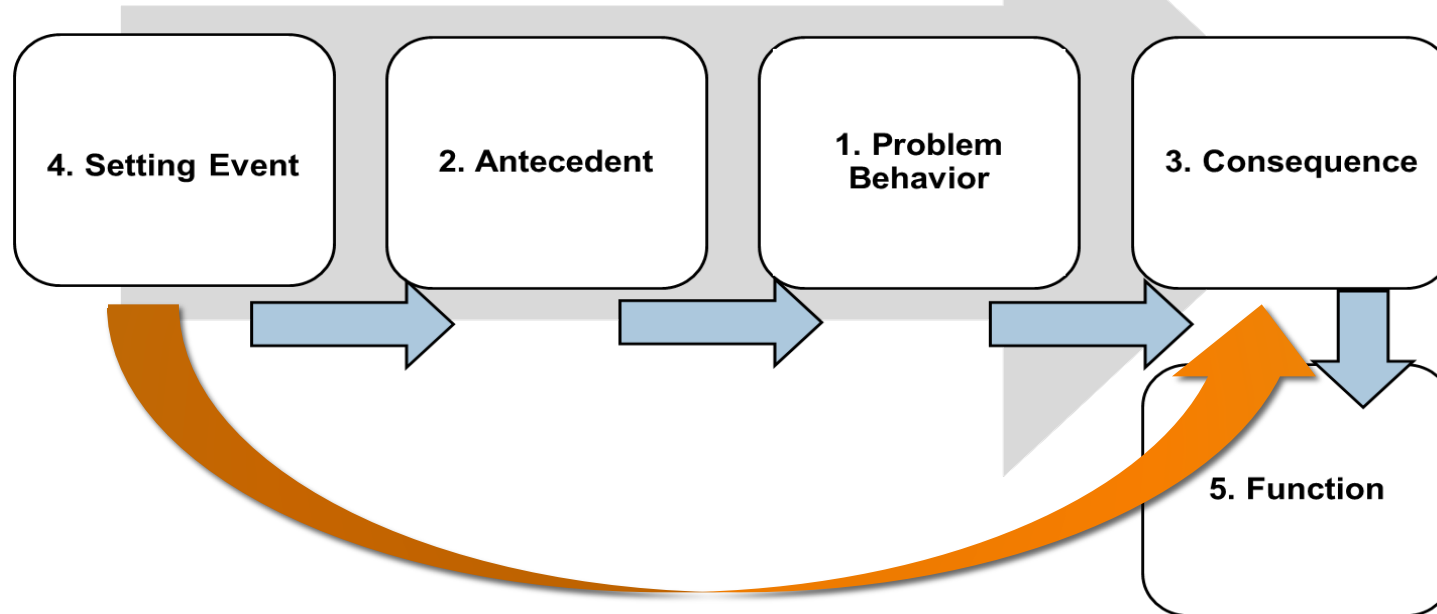 4. Setting Event
2. Antecedent
1. Problem
Behavior
3. Consequence
5. Function